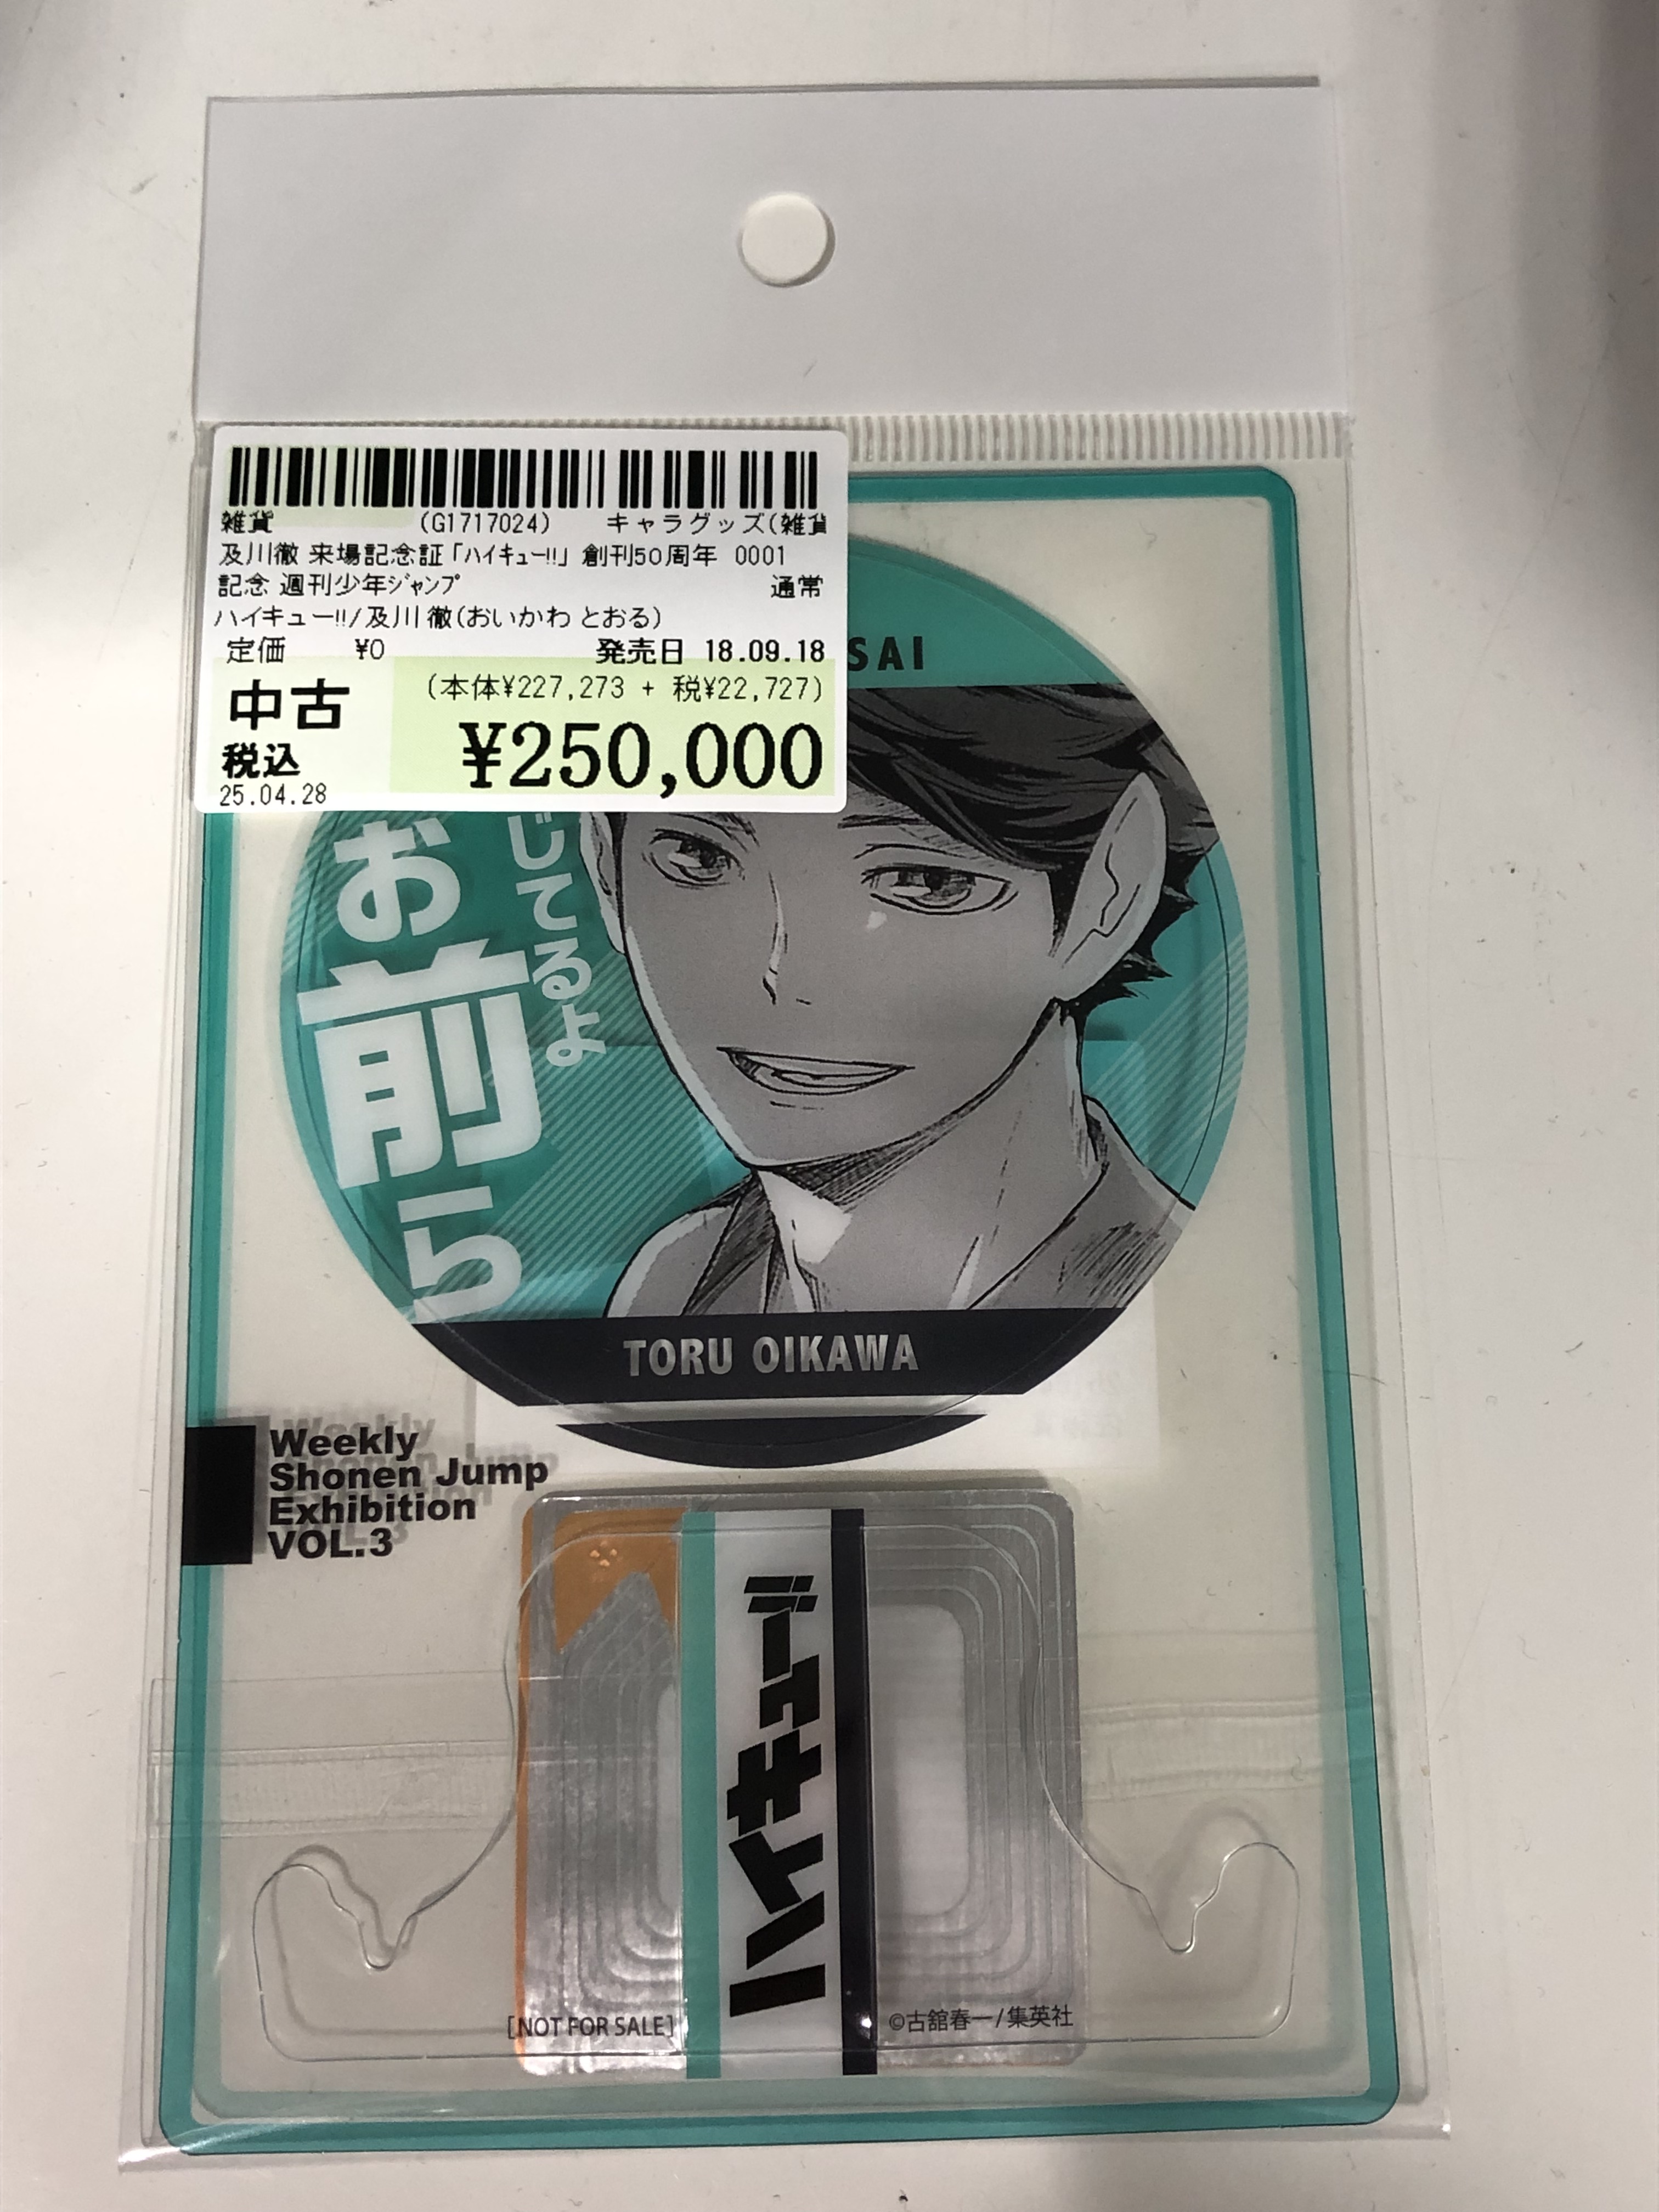 雑貨 (G1717024) キャラグッズ(雑貨
及川徹 来場記念証「ハイキュー!!」 創刊50周年 0001
記念 週刊少年ジャンプ 通常
ハイキュー!!/及川 徹(おいかわ とおる)
定価 ¥0 発売日 18.09.18
(本体¥227,273 + 税¥22,727)
中古
税込 ¥250,000
25.04.28
SAI
じてるよ
お前ら
TORU OIKAWA
Weekly
Shonen Jump
Exhibition
VOL.3
ハイキュー!!
[NOT FOR SALE]
©古舘春一/集英社